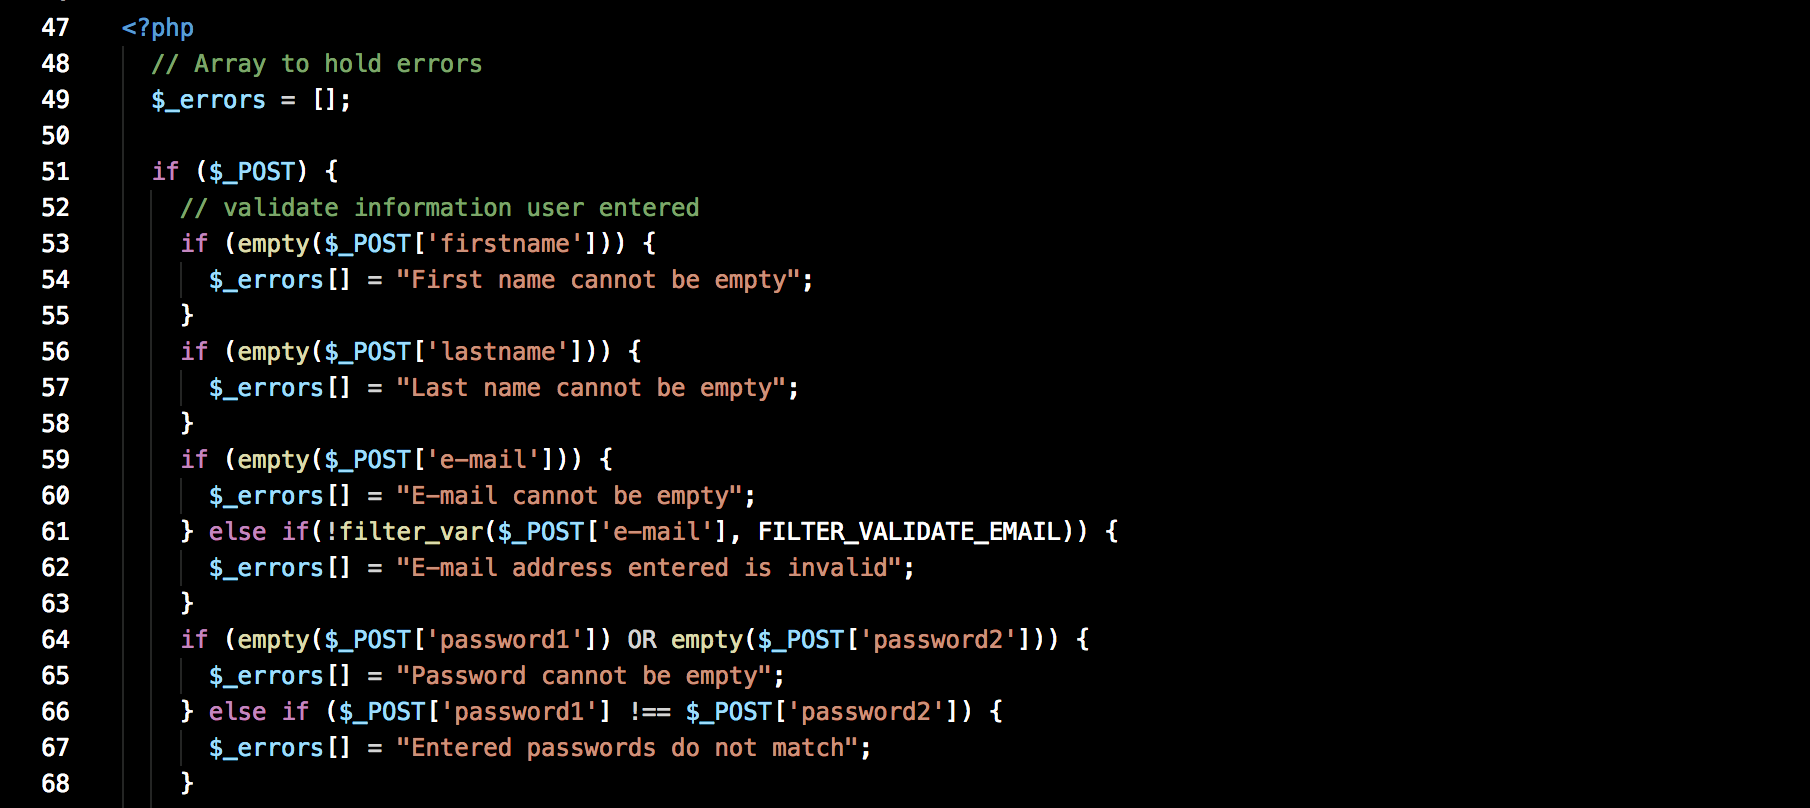 47 <?php
48 // Array to hold errors
49 $_errors = [];
50
51 if ($_POST) {
52 // validate information user entered
53 if (empty($_POST['firstname'])) {
54 $_errors[] = "First name cannot be empty";
55 }
56 if (empty($_POST['lastname'])) {
57 $_errors[] = "Last name cannot be empty";
58 }
59 if (empty($_POST['e-mail'])) {
60 $_errors[] = "E-mail cannot be empty";
61 } else if(!filter_var($_POST['e-mail'], FILTER_VALIDATE_EMAIL)) {
62 $_errors[] = "E-mail address entered is invalid";
63 }
64 if (empty($_POST['password1']) OR empty($_POST['password2'])) {
65 $_errors[] = "Password cannot be empty";
66 } else if ($_POST['password1'] !== $_POST['password2']) {
67 $_errors[] = "Entered passwords do not match";
68 }